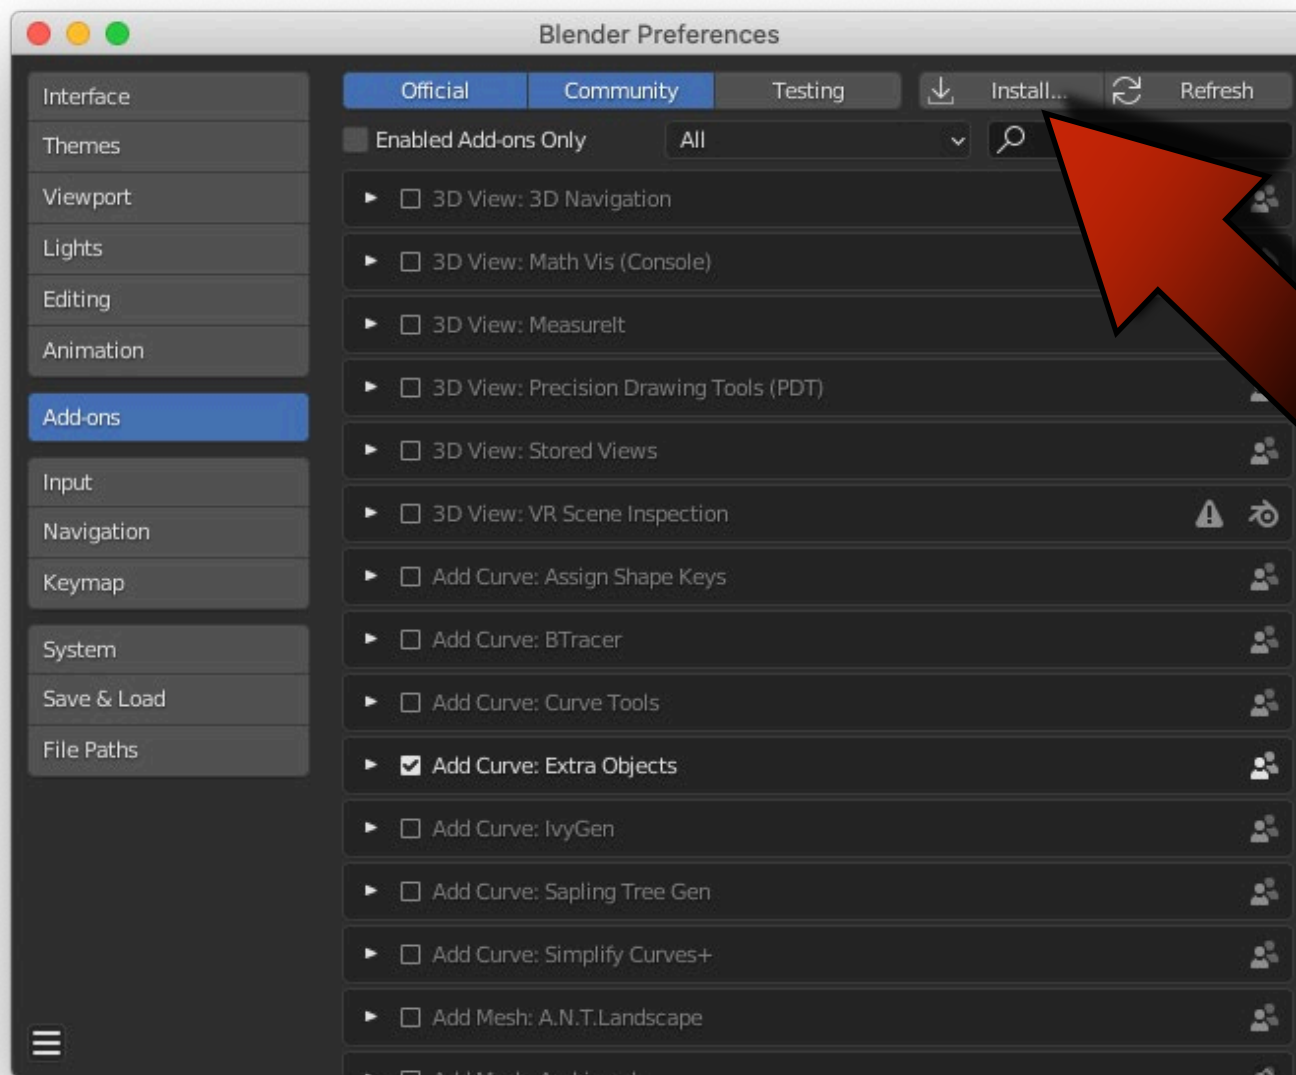 Blender Preferences
Interface
Themes
Viewport
Lights
Editing
Animation
Add-ons
Input
Navigation
Keymap
System
Save & Load
File Paths
Official Community Testing Install... Refresh
Enabled Add-ons Only All
3D View: 3D Navigation
3D View: Math Vis (Console)
3D View: MeasureIt
3D View: Precision Drawing Tools (PDT)
3D View: Stored Views
3D View: VR Scene Inspection
Add Curve: Assign Shape Keys
Add Curve: BTracer
Add Curve: Curve Tools
Add Curve: Extra Objects
Add Curve: IvyGen
Add Curve: Sapling Tree Gen
Add Curve: Simplify Curves+
Add Mesh: A.N.T.Landscape